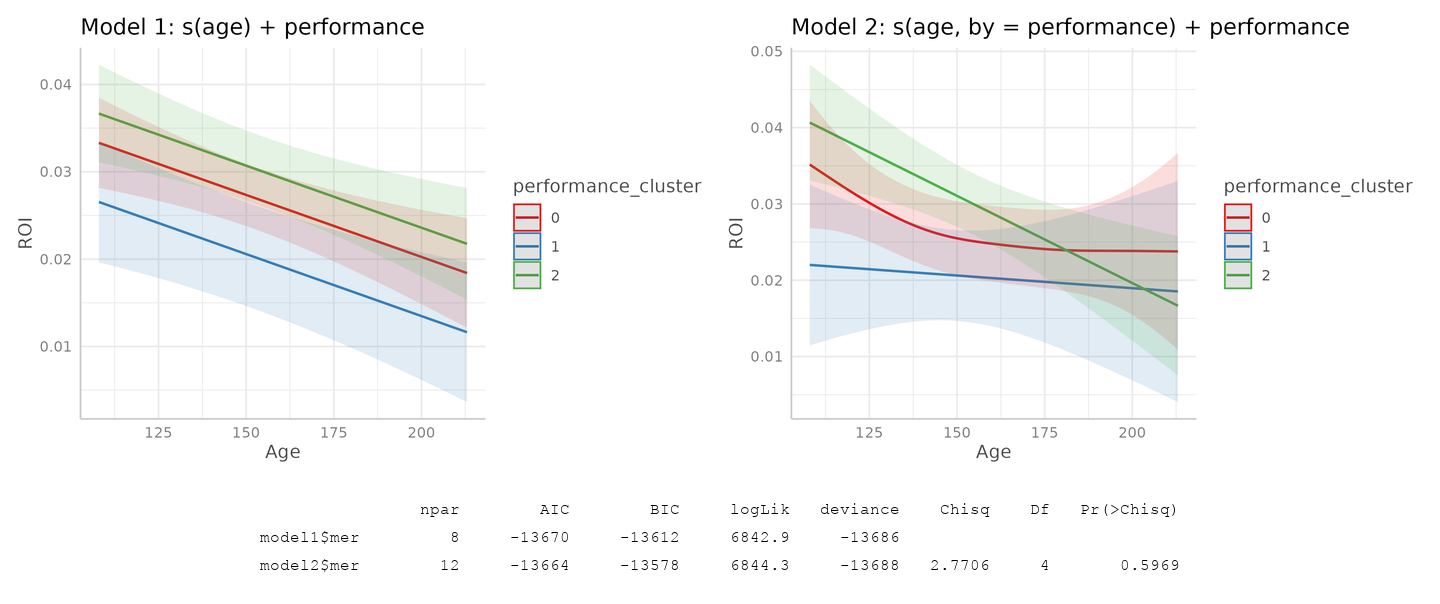 Model 1: s(age) + performance
0.04
0.03
0.02
0.01
ROI
125 150 175 200
Age
performance_cluster
0
1
2
Model 2: s(age, by = performance) + performance
0.05
0.04
0.03
0.02
0.01
ROI
125 150 175 200
Age
performance_cluster
0
1
2
npar AIC BIC logLik deviance Chisq Df Pr(>Chisq)
model1$mer 8 -13670 -13612 6842.9 -13686
model2$mer 12 -13664 -13578 6844.3 -13688 2.7706 4 0.5969